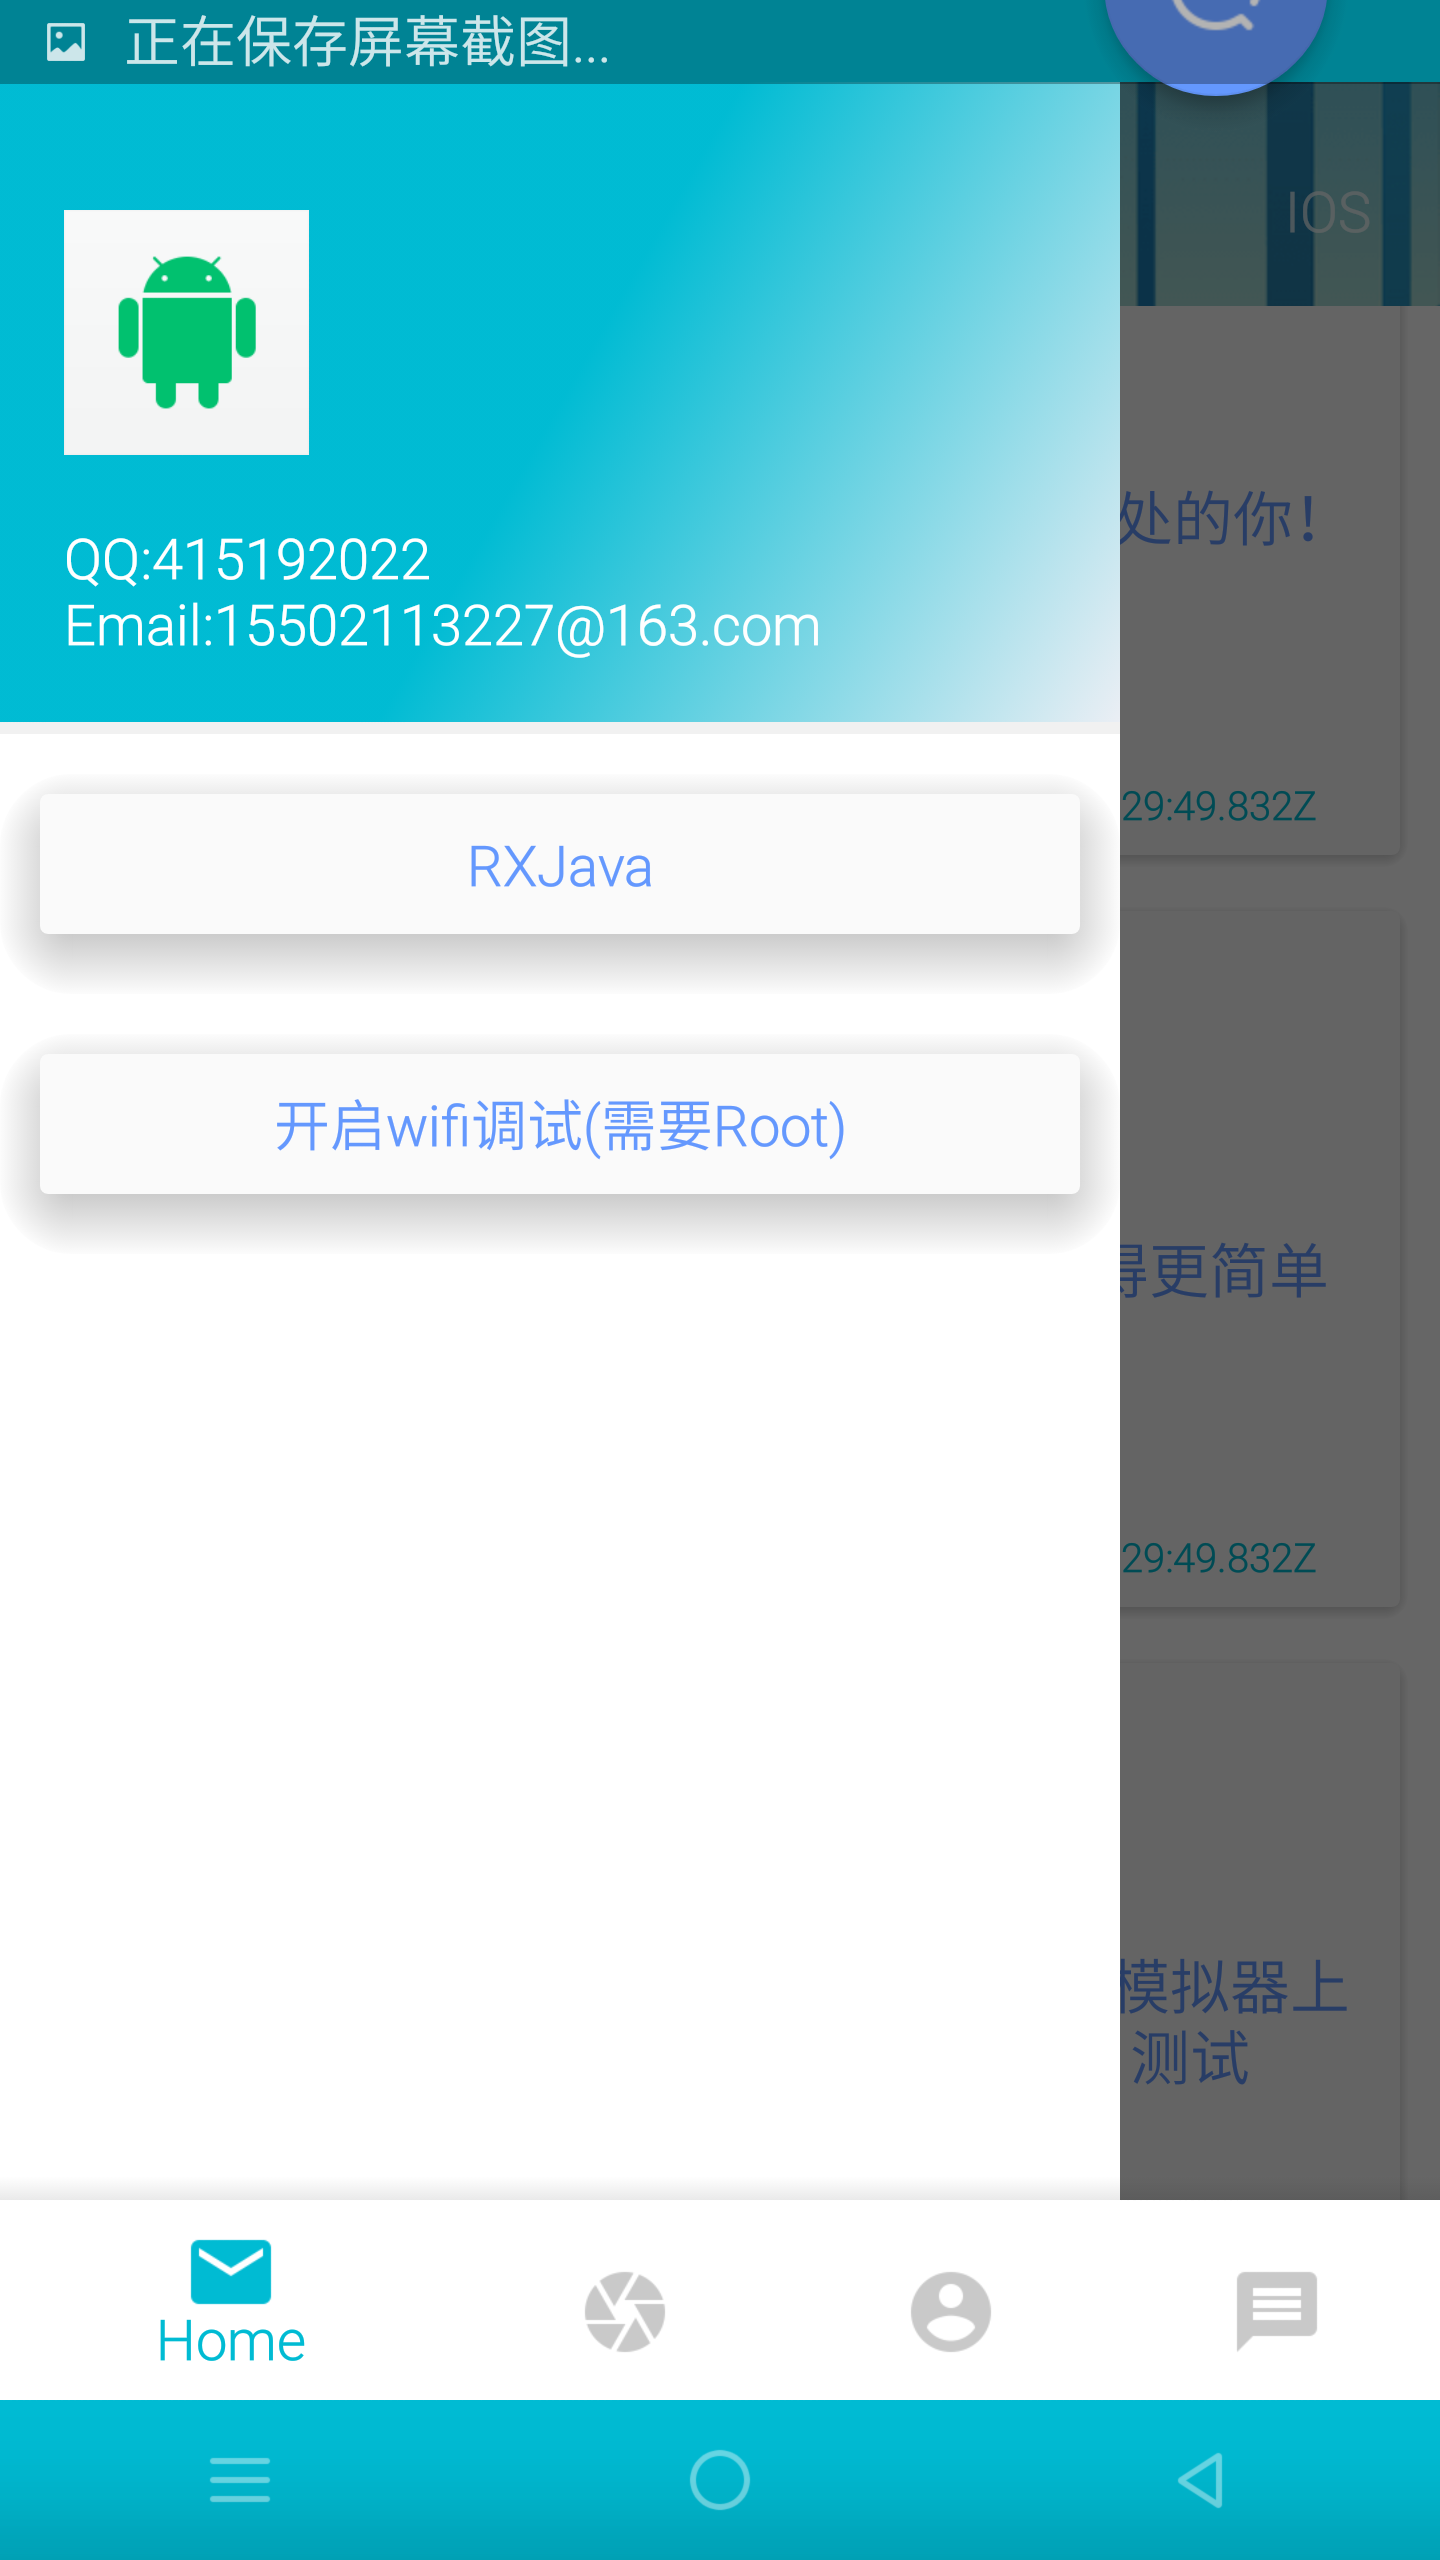 正在保存屏幕截图...
IOS
QQ:415192022
Email:15502113227@163.com
处的你！
29:49.832Z
RXJava
开启wifi调试(需要Root)
得更简单
29:49.832Z
模拟器上
测试
Home